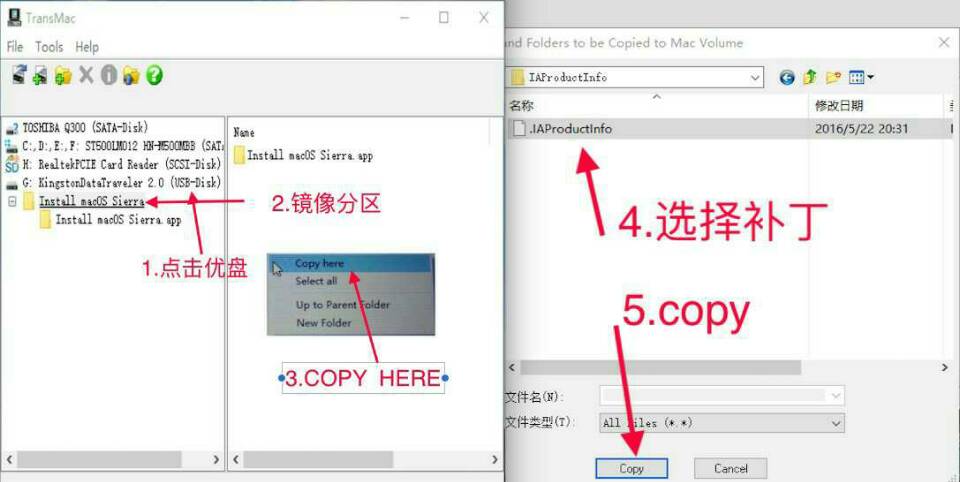 TransMac
File Tools Help
TOSHIBA Q300 (SATA-Disk)
C:,D:,E:,F: ST500LM012 HN-M500MBB (SAT
H: RealtekPCIE Card Reader (SCSI-Disk)
G: KingstonDataTraveler 2.0 (USB-Disk)
Install macOS Sierra
Install macOS Sierra.app
1.点击优盘
2.镜像分区
Name
Install macOS Sierra.app
Copy here
Select all
Up to Parent Folder
New Folder
3.COPY HERE
and Folders to be Copied to Mac Volume
IAProductInfo
名称 修改日期
.IAProductInfo 2016/5/22 20:31
4.选择补丁
5.copy
文件名(N):
文件类型(T): All Files (*.*)
Copy Cancel